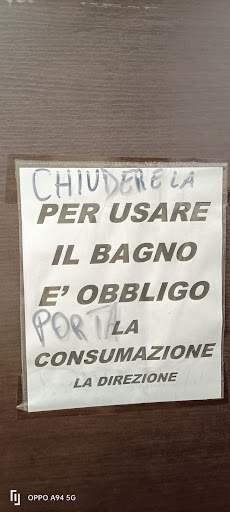 CHIUDERE LA
PER USARE
IL BAGNO
E' OBBLIGO
PORTA LA
CONSUMAZIONE
LA DIREZIONE
OPPO A94 5G